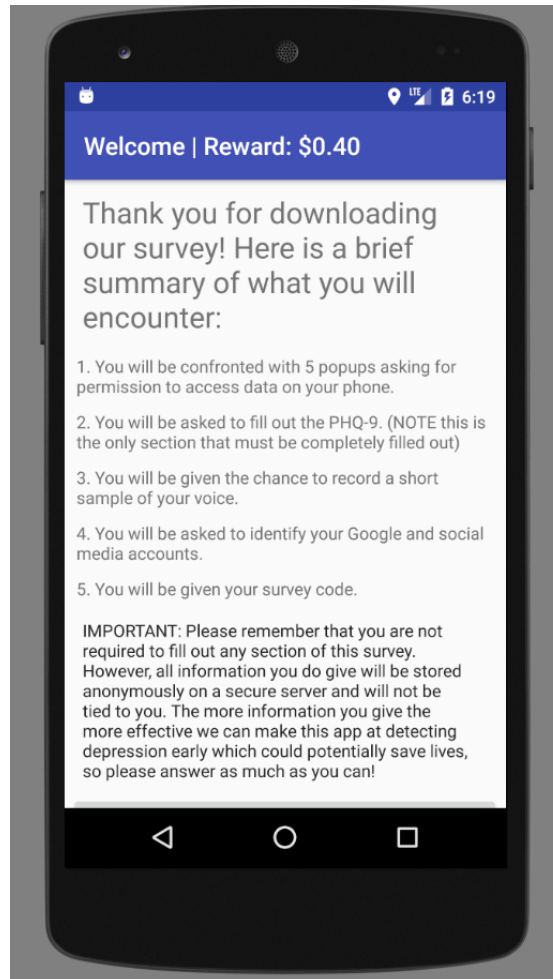 LTE 6:19
Welcome | Reward: $0.40
Thank you for downloading
our survey! Here is a brief
summary of what you will
encounter:
1. You will be confronted with 5 popups asking for
permission to access data on your phone.
2. You will be asked to fill out the PHQ-9. (NOTE this is
the only section that must be completely filled out)
3. You will be given the chance to record a short
sample of your voice.
4. You will be asked to identify your Google and social
media accounts.
5. You will be given your survey code.
IMPORTANT: Please remember that you are not
required to fill out any section of this survey.
However, all information you do give will be stored
anonymously on a secure server and will not be
tied to you. The more information you give the
more effective we can make this app at detecting
depression early which could potentially save lives,
so please answer as much as you can!